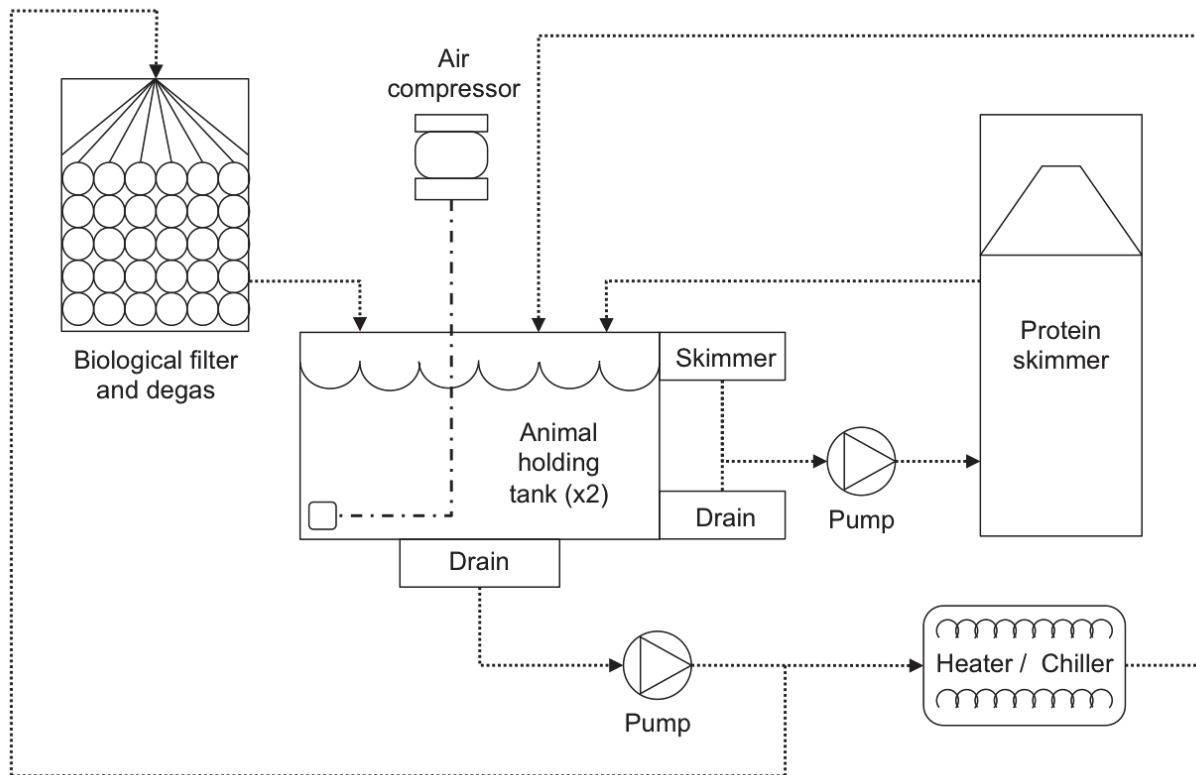 Air
compressor
Biological filter
and degas
Skimmer
Protein
skimmer
Animal
holding
tank (x2)
Drain
Pump
Drain
Heater / Chiller
Pump